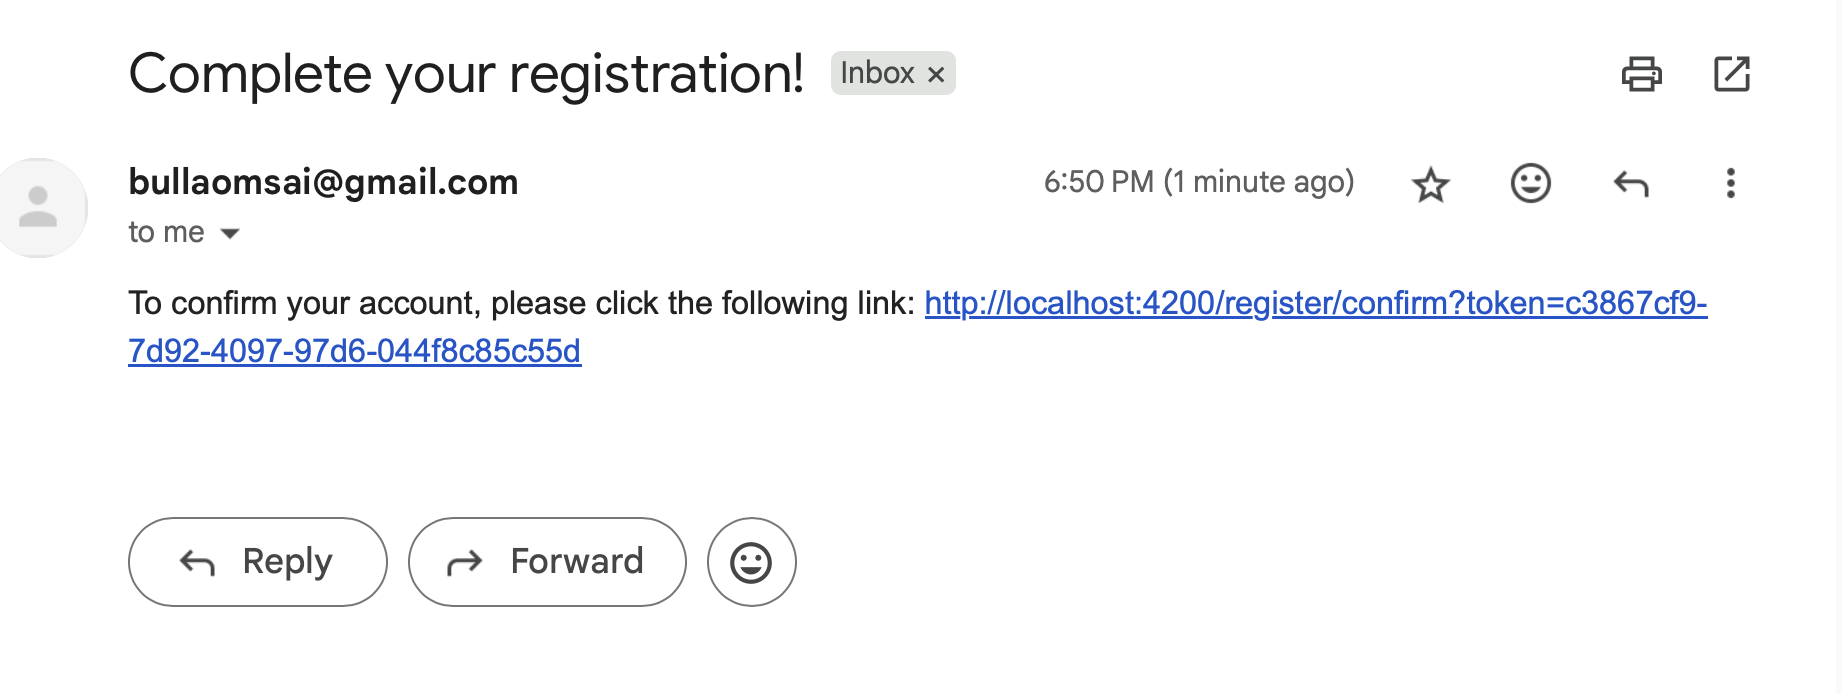 Complete your registration! Inbox ×
bullaomsai@gmail.com 6:50 PM (1 minute ago)
to me
To confirm your account, please click the following link: http://localhost:4200/register/confirm?token=c3867cf9-
7d92-4097-97d6-044f8c85c55d
Reply Forward